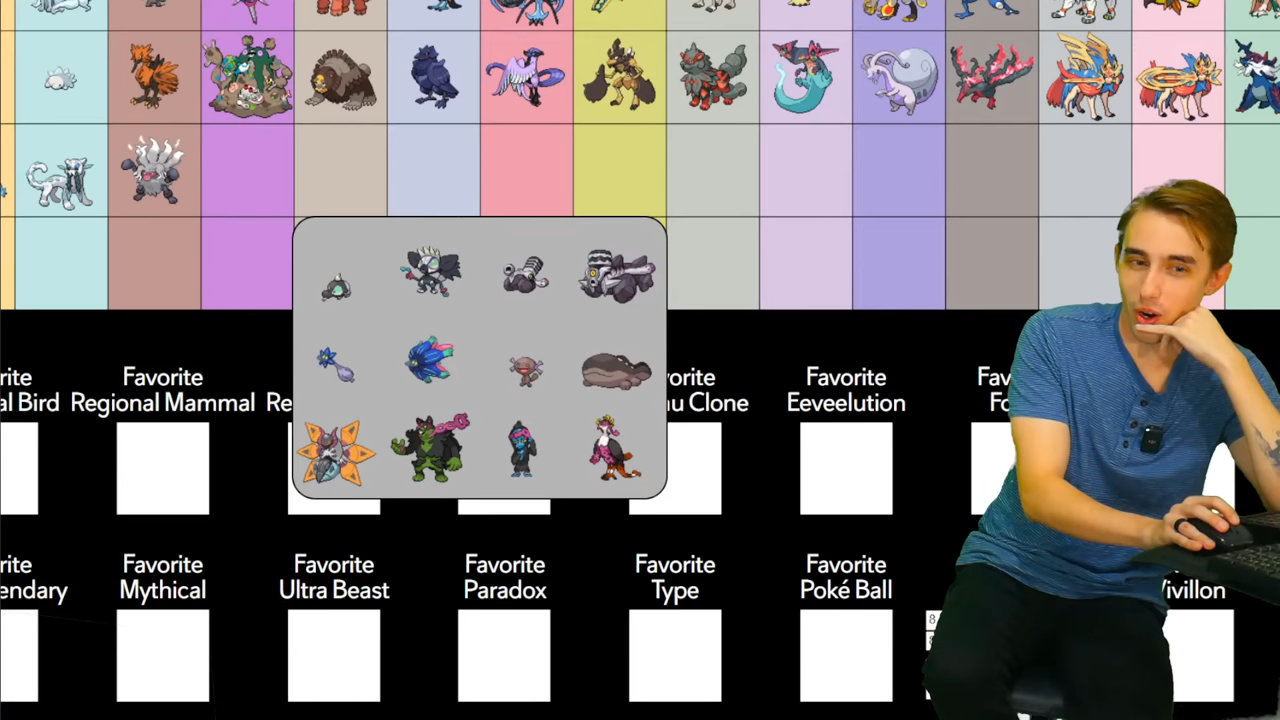 rite
al Bird
Favorite
Regional Mammal
Re
orite
u Clone
Favorite
Eeveelution
Fav
Fo
rite
endary
Favorite
Mythical
Favorite
Ultra Beast
Favorite
Paradox
Favorite
Type
Favorite
Poké Ball
8
Vivillon